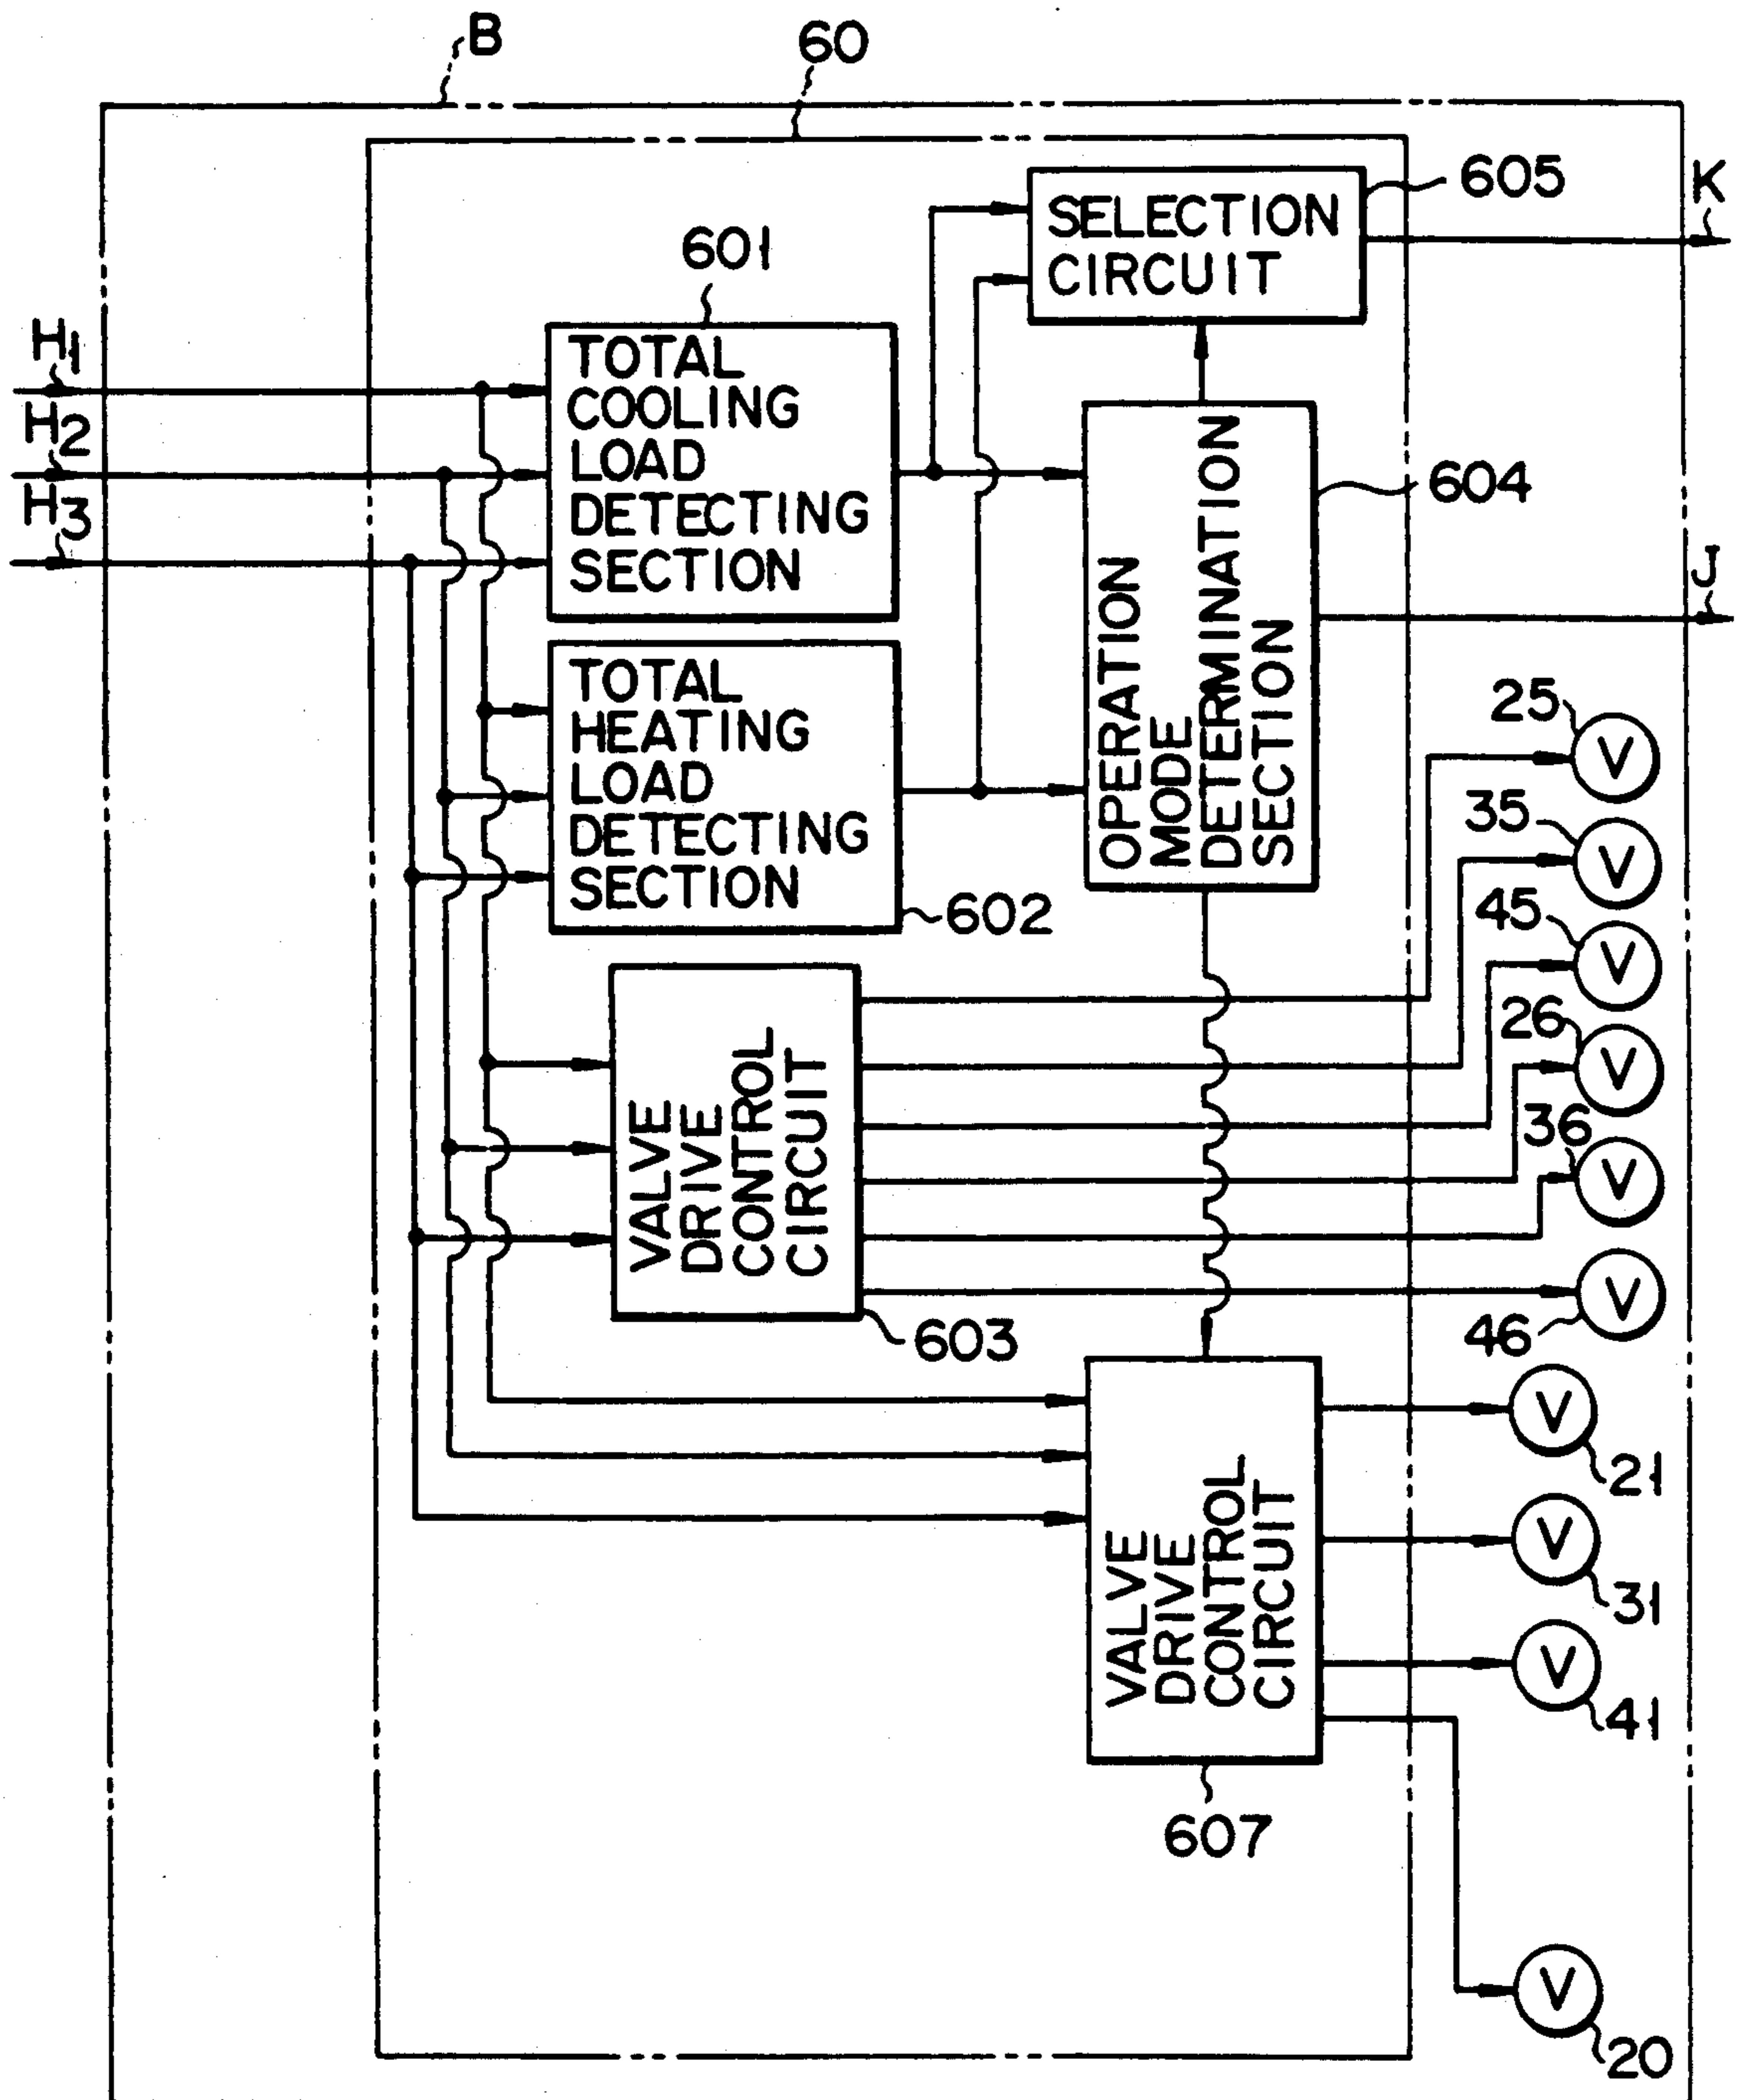 B
60
605
K
SELECTION
CIRCUIT
601
H1
H2
H3
TOTAL
COOLING
LOAD
DETECTING
SECTION
OPERATION
MODE
DETERMINATION
SECTION
604
J
TOTAL
HEATING
LOAD
DETECTING
SECTION
602
25
V
35
V
45
V
26
V
36
V
46
V
VALVE
DRIVE
CONTROL
CIRCUIT
603
VALVE
DRIVE
CONTROL
CIRCUIT
607
V
21
V
31
V
41
V
20